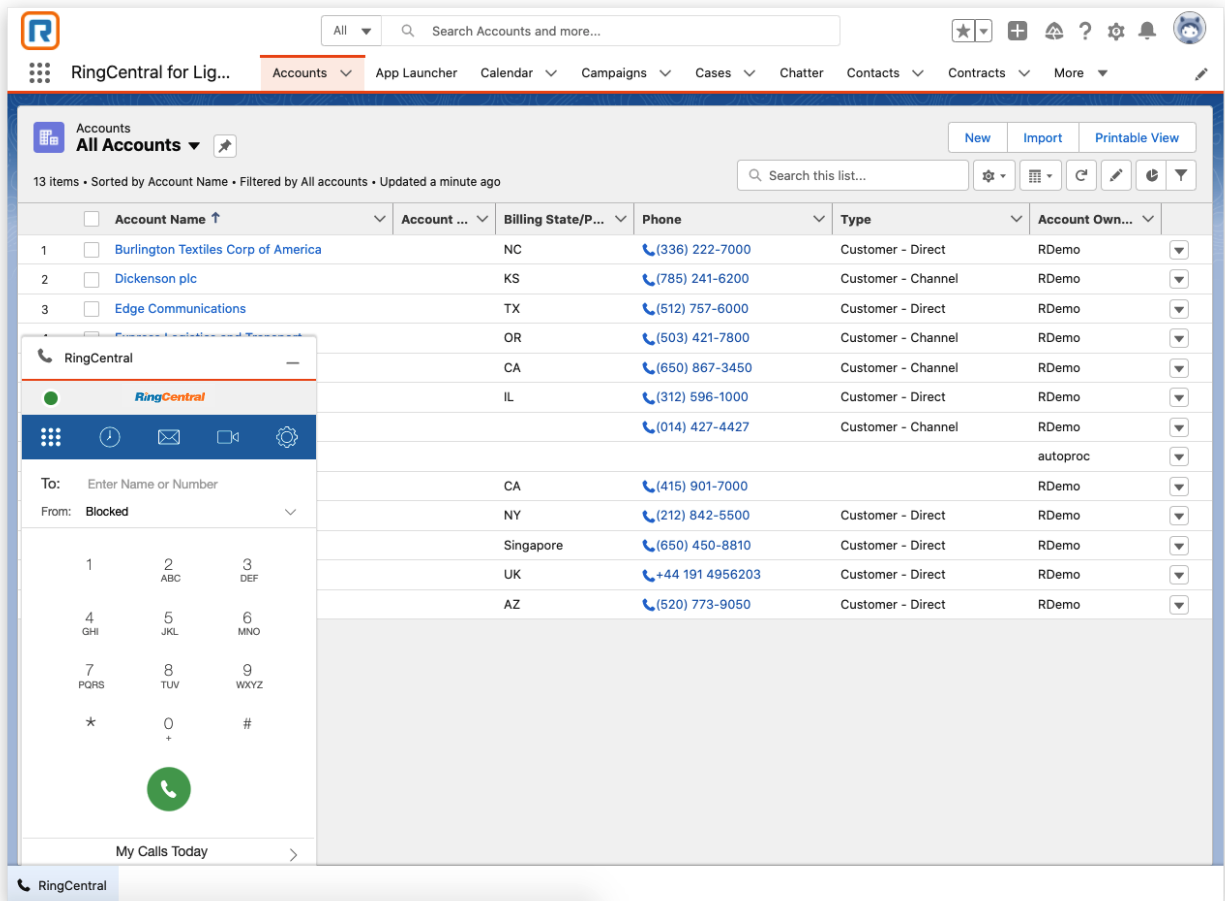 All
Search Accounts and more...
RingCentral for Lig...
Accounts
App Launcher
Calendar
Campaigns
Cases
Chatter
Contacts
Contracts
More
Accounts
All Accounts
New
Import
Printable View
13 items • Sorted by Account Name • Filtered by All accounts • Updated a minute ago
Search this list...
Account Name Account ... Billing State/P... Phone Type Account Own...
1 Burlington Textiles Corp of America NC (336) 222-7000 Customer - Direct RDemo
2 Dickenson plc KS (785) 241-6200 Customer - Channel RDemo
3 Edge Communications TX (512) 757-6000 Customer - Direct RDemo
OR (503) 421-7800 Customer - Channel RDemo
CA (650) 867-3450 Customer - Channel RDemo
IL (312) 596-1000 Customer - Direct RDemo
(014) 427-4427 Customer - Channel RDemo
autoproc
CA (415) 901-7000 RDemo
NY (212) 842-5500 Customer - Direct RDemo
Singapore (650) 450-8810 Customer - Direct RDemo
UK +44 191 4956203 Customer - Direct RDemo
AZ (520) 773-9050 Customer - Direct RDemo
RingCentral
RingCentral
To: Enter Name or Number
From: Blocked
1 2 3
ABC DEF
4 5 6
GHI JKL MNO
7 8 9
PQRS TUV WXYZ
* 0 #
+
My Calls Today
RingCentral